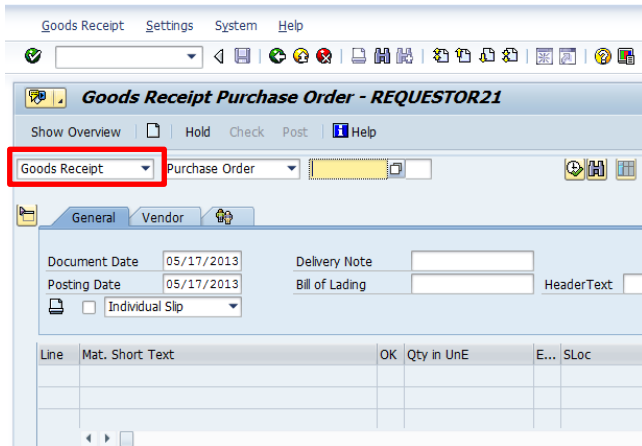 Goods Receipt Settings System Help
Goods Receipt Purchase Order - REQUESTOR21
Show Overview Hold Check Post Help
Goods Receipt Purchase Order
General Vendor
Document Date 05/17/2013 Delivery Note
Posting Date 05/17/2013 Bill of Lading HeaderText
Individual Slip
Line Mat. Short Text OK Qty in UnE E... SLoc